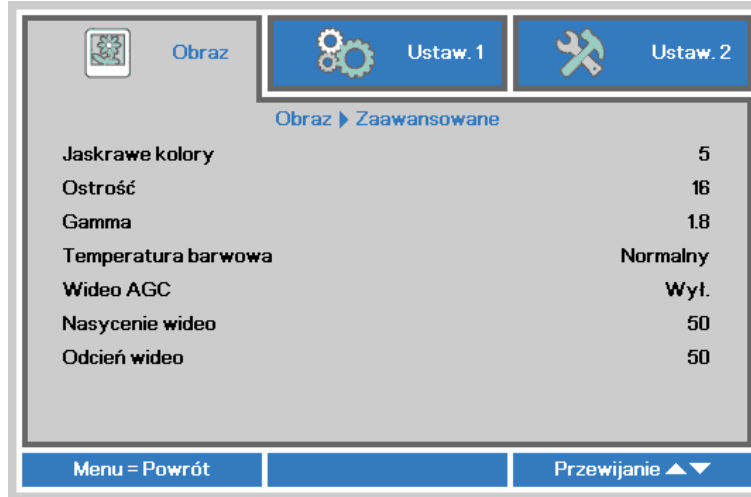 Obraz Ustaw. 1 Ustaw. 2
Obraz Zaawansowane
Jaskrawe kolory 5
Ostrość 16
Gamma 1.8
Temperatura barwowa Normalny
Wideo AGC Wył.
Nasycenie wideo 50
Odcień wideo 50
Menu = Powrót Przewijanie